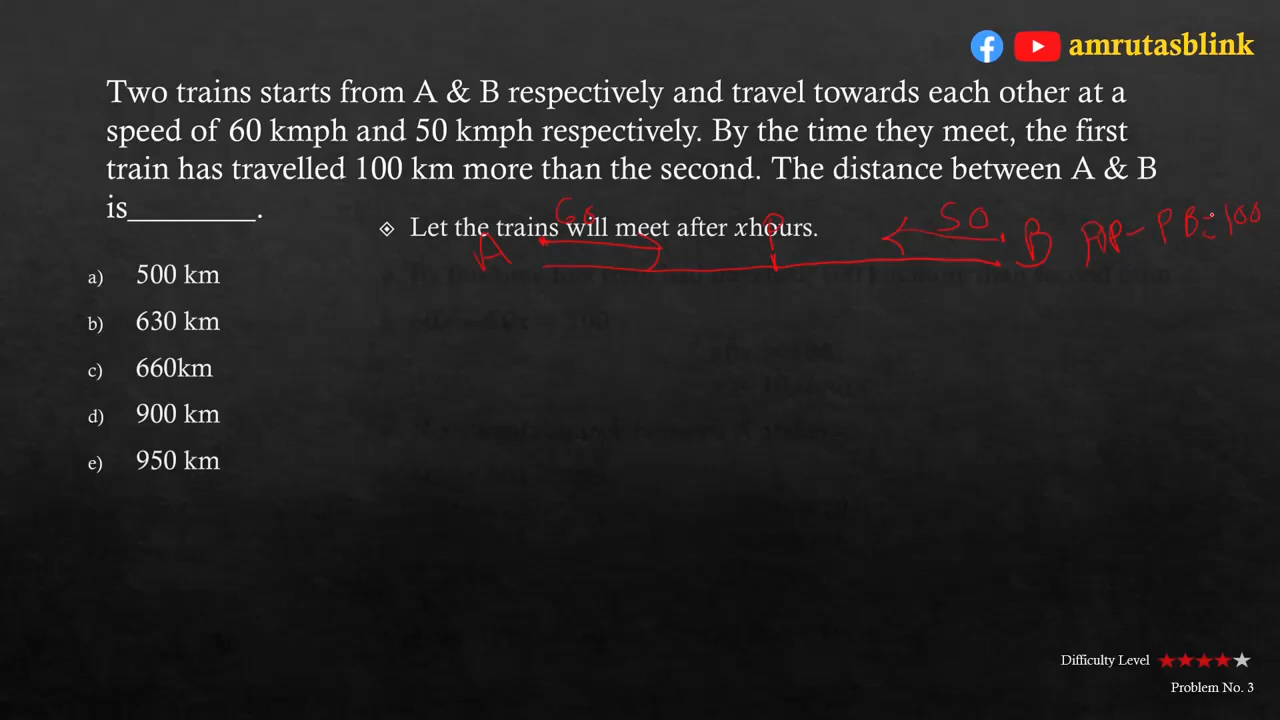 amrutasblink
Two trains starts from A & B respectively and travel towards each other at a
speed of 60 kmph and 50 kmph respectively. By the time they meet, the first
train has travelled 100 km more than the second. The distance between A & B
is________.
❖ Let the trains will meet after x hours.
60
P
50
A
B
AP - PB = 100
a) 500 km
b) 630 km
c) 660km
d) 900 km
e) 950 km
Difficulty Level
Problem No. 3